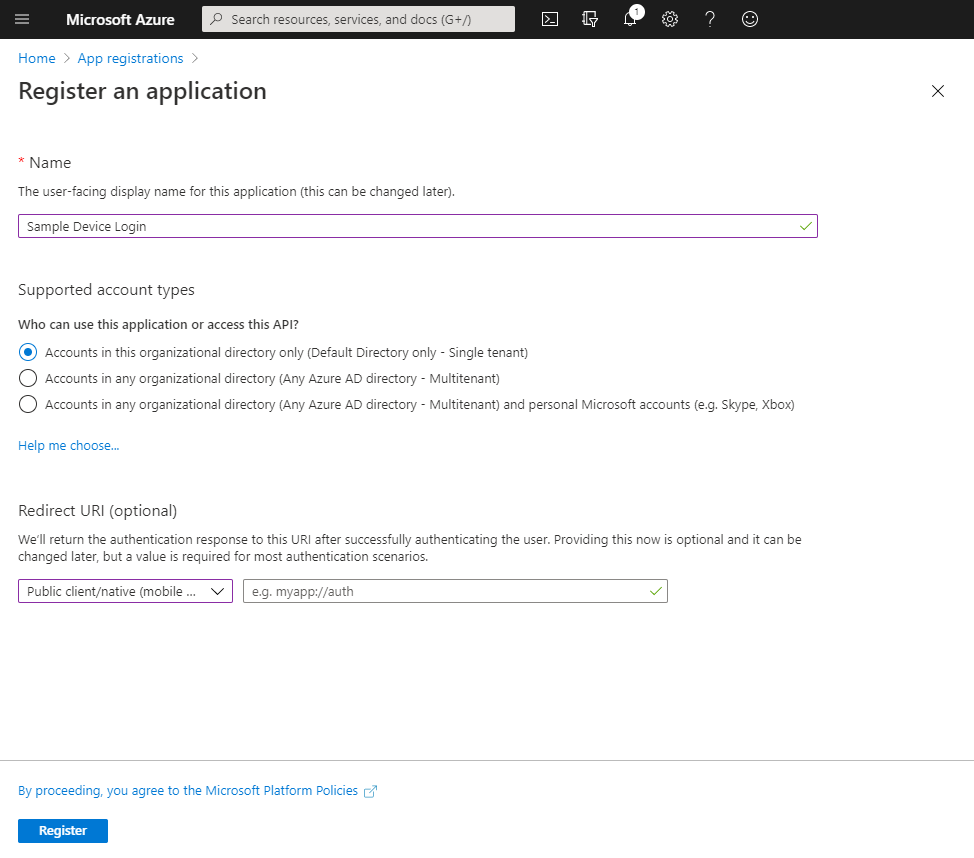 Microsoft Azure
Search resources, services, and docs (G+/)
1
Home > App registrations >
Register an application
* Name
The user-facing display name for this application (this can be changed later).
Sample Device Login
Supported account types
Who can use this application or access this API?
Accounts in this organizational directory only (Default Directory only - Single tenant)
Accounts in any organizational directory (Any Azure AD directory - Multitenant)
Accounts in any organizational directory (Any Azure AD directory - Multitenant) and personal Microsoft accounts (e.g. Skype, Xbox)
Help me choose...
Redirect URI (optional)
We'll return the authentication response to this URI after successfully authenticating the user. Providing this now is optional and it can be
changed later, but a value is required for most authentication scenarios.
Public client/native (mobile ...
e.g. myapp://auth
By proceeding, you agree to the Microsoft Platform Policies
Register